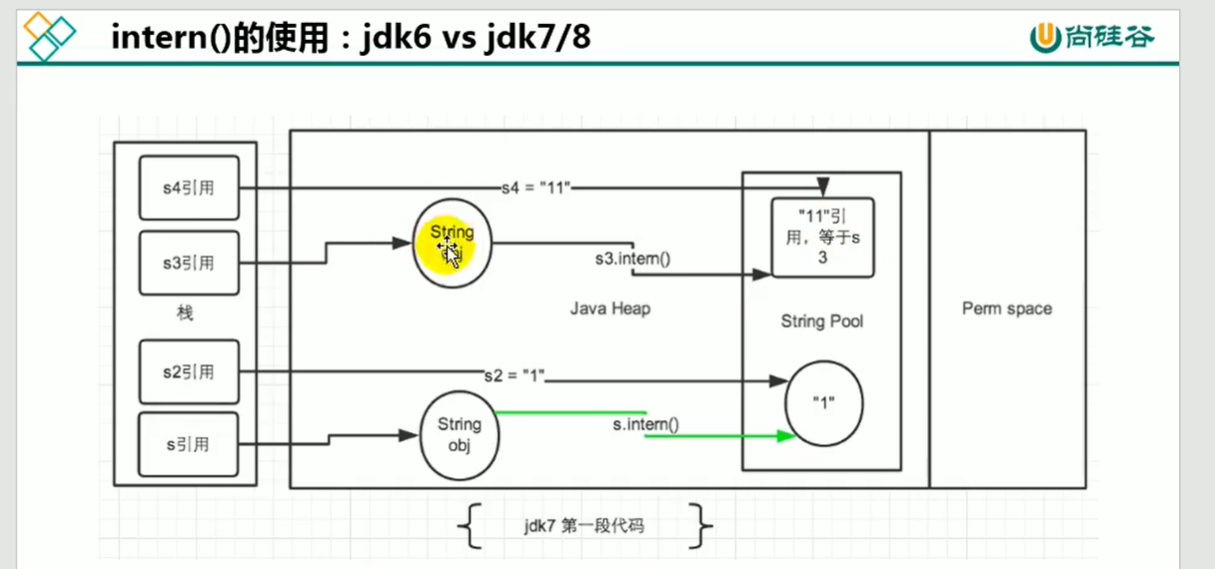 intern()的使用：jdk6 vs jdk7/8
尚硅谷
s4引用
s4 = "11"
String
obj
"11"引
用，等于s
3
s3引用
s3.intern()
栈
Java Heap
String Pool
Perm space
s2引用
s2 = "1"
"1"
s引用
String
obj
s.intern()
jdk7 第一段代码